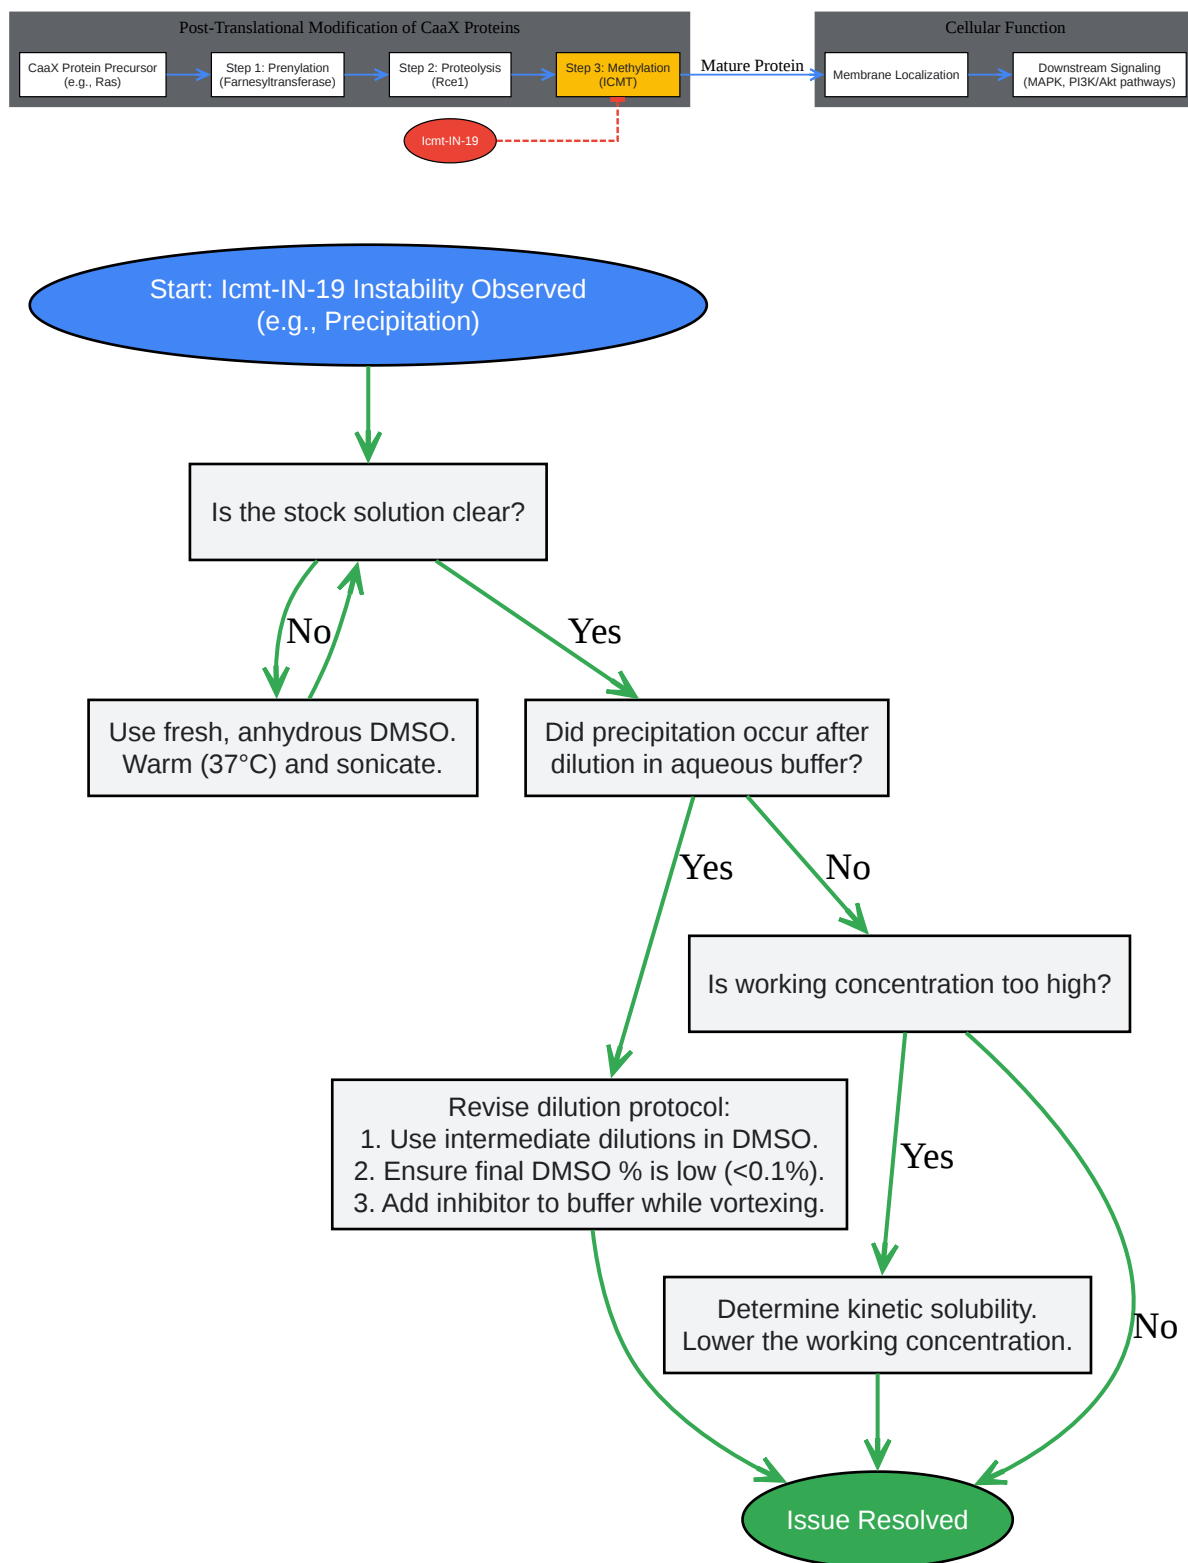 Post-Translational Modification of CaaX Proteins
CaaX Protein Precursor
(e.g., Ras)
Step 1: Prenylation
(Farnesyltransferase)
Step 2: Proteolysis
(Rce1)
Step 3: Methylation
(ICMT)
Mature Protein
Cellular Function
Membrane Localization
Downstream Signaling
(MAPK, PI3K/Akt pathways)
Icmt-IN-19
Start: Icmt-IN-19 Instability Observed
(e.g., Precipitation)
Is the stock solution clear?
No
Yes
Use fresh, anhydrous DMSO.
Warm (37°C) and sonicate.
Did precipitation occur after
dilution in aqueous buffer?
Yes
No
Is working concentration too high?
Revise dilution protocol:
1. Use intermediate dilutions in DMSO.
2. Ensure final DMSO % is low (<0.1%).
3. Add inhibitor to buffer while vortexing.
Yes
No
Determine kinetic solubility.
Lower the working concentration.
Issue Resolved